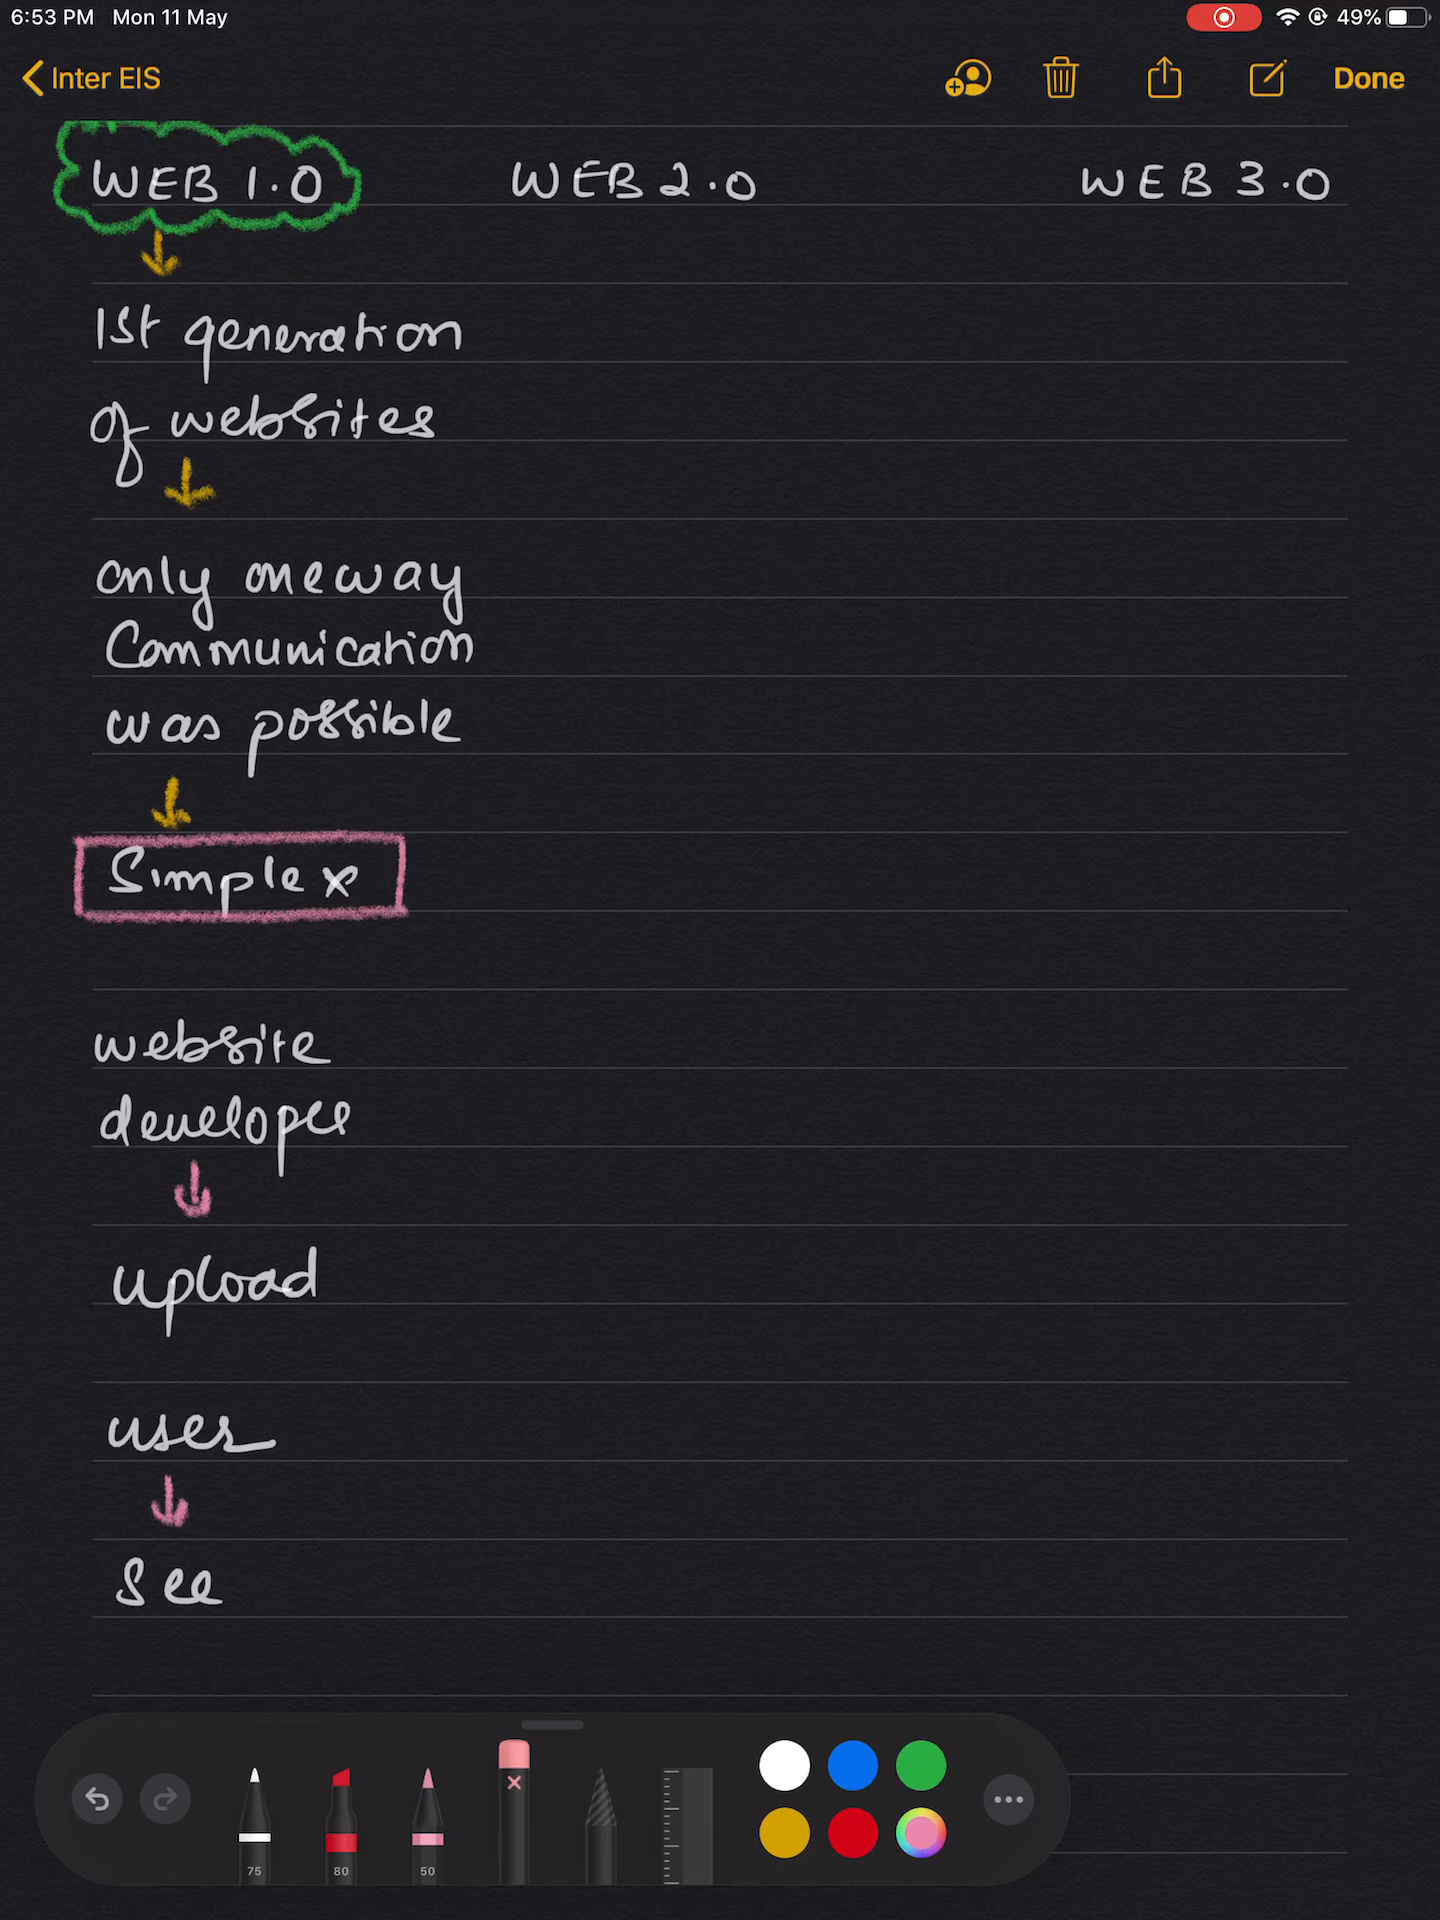 6:53 PM Mon 11 May 49%
Inter EIS Done
WEB 1.0 WEB 2.0 WEB 3.0
1st generation
of websites
only oneway
Communication
was possible
Simplex
website
developer
upload
user
See
75 80 50